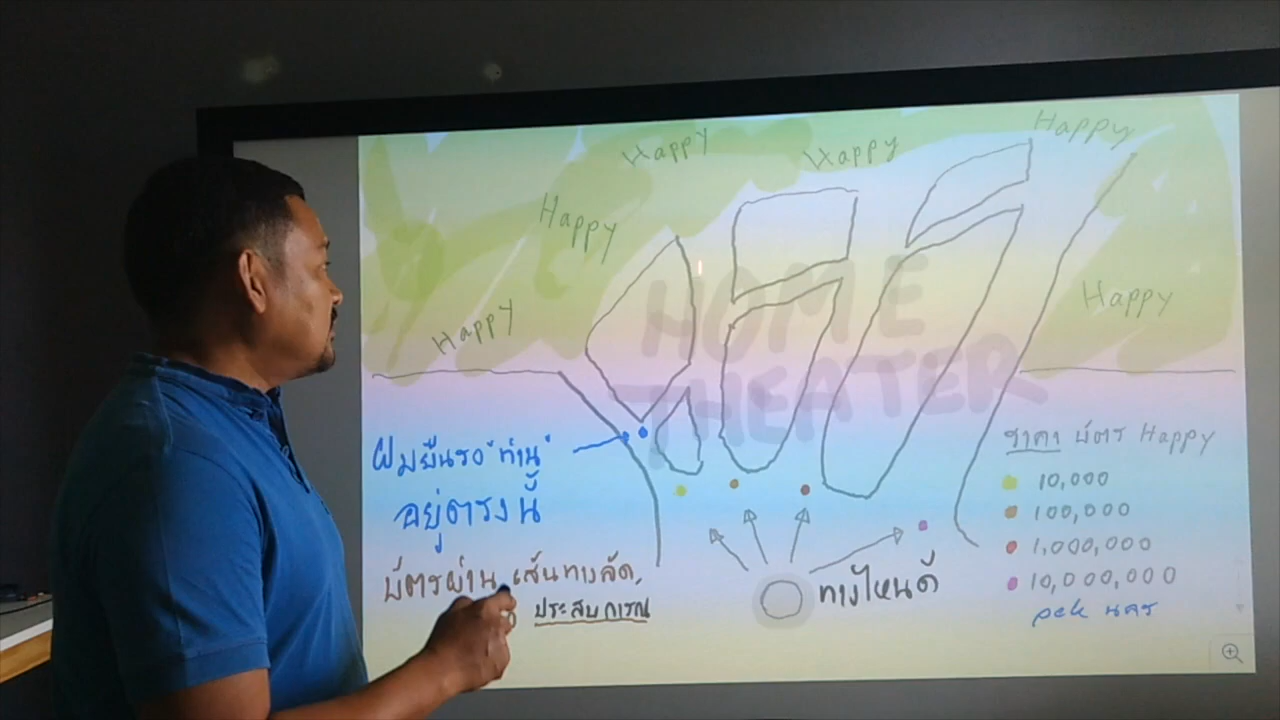 Happy
Happy
Happy
Happy
Happy
Happy
HOME
THEATER
ผมยืนรอ "ท่าน"
อยู่ตรงนี้
บัตรผ่าน เส้นทางลัด,
ประสบการณ
ทางไหนดี
ราคา บัตร Happy
10,000
100,000
1,000,000
10,000,000